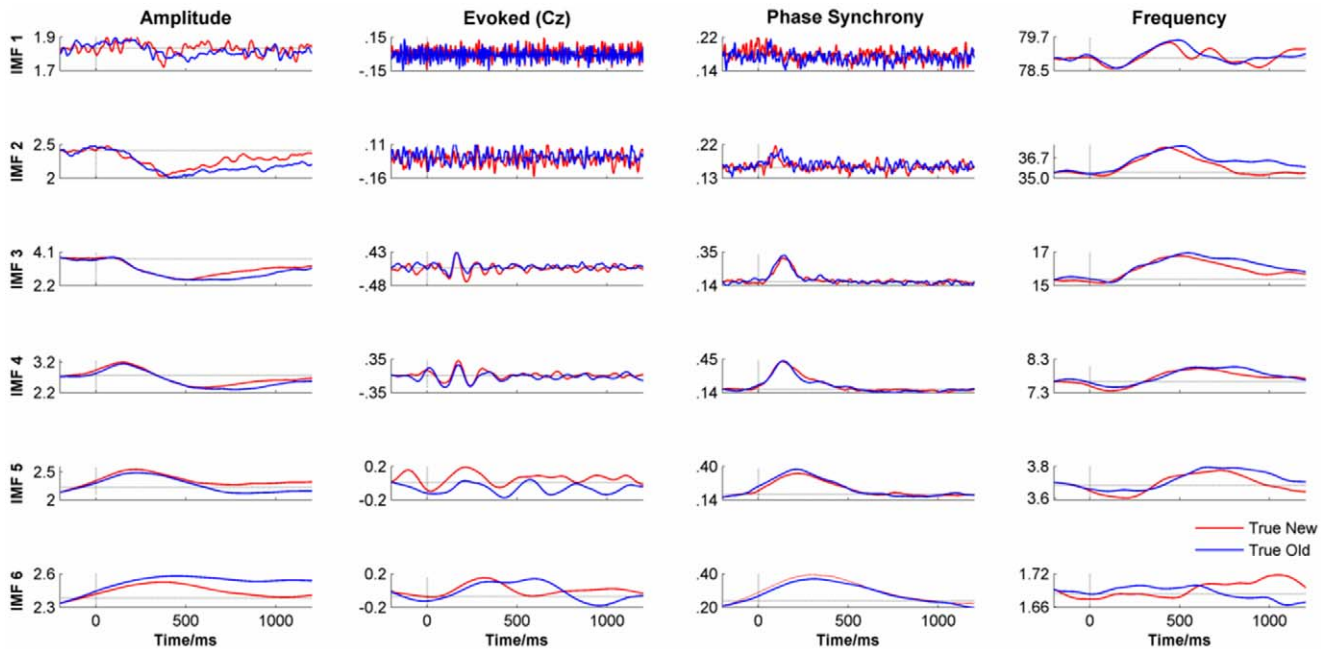 Amplitude Evoked (Cz) Phase Synchrony Frequency
IMF 1 1.9 1.7 .15 -.15 .22 .14 79.7 78.5
IMF 2 2.5 2 .11 -.16 .22 .13 36.7 35.0
IMF 3 4.1 2.2 .43 -.48 .35 .14 17 15
IMF 4 3.2 2.2 .35 -.35 .45 .14 8.3 7.3
IMF 5 2.5 2 0.2 -0.2 .40 .14 3.8 3.6
True New
True Old
IMF 6 2.6 2.3 0.2 -0.2 .40 .20 1.72 1.66
0 500 1000 0 500 1000 0 500 1000 0 500 1000
Time/ms Time/ms Time/ms Time/ms